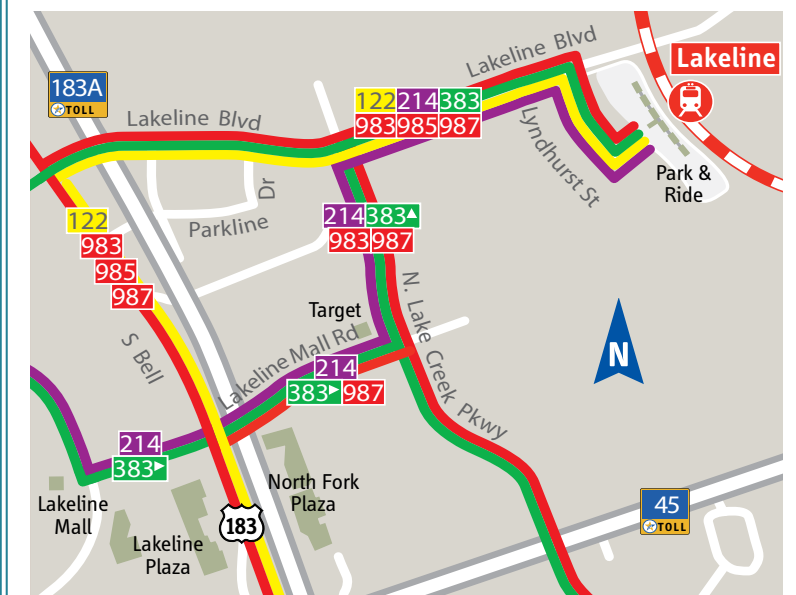 Lakeline Blvd
Lakeline
183A
TOLL
122 214 383
983 985 987
Lakeline Blvd
Lyndhurst St
Park &
Ride
Dr
Parkline
122
983
985
987
214 383
983 987
Target
N. Lake Creek Pkwy
S Bell
Lakeline Mall Rd
214
383 987
N
214
383
North Fork
Plaza
Lakeline
Mall
183
Lakeline
Plaza
45
TOLL